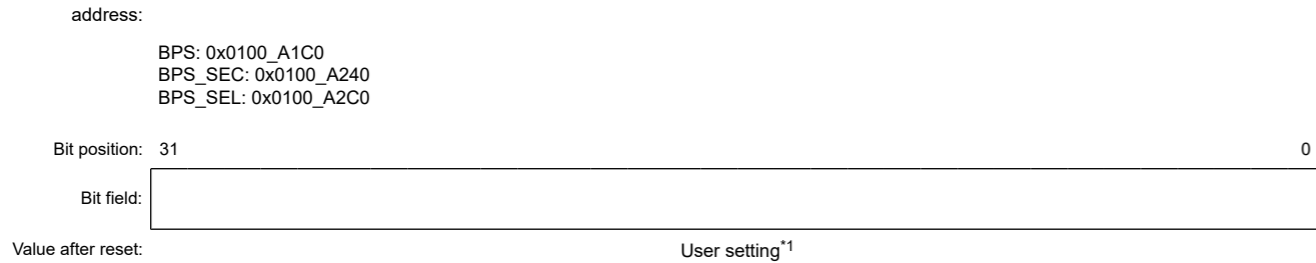 address:
BPS: 0x0100_A1C0
BPS_SEC: 0x0100_A240
BPS_SEL: 0x0100_A2C0
Bit position: 31 0
Bit field:
Value after reset: User setting*1